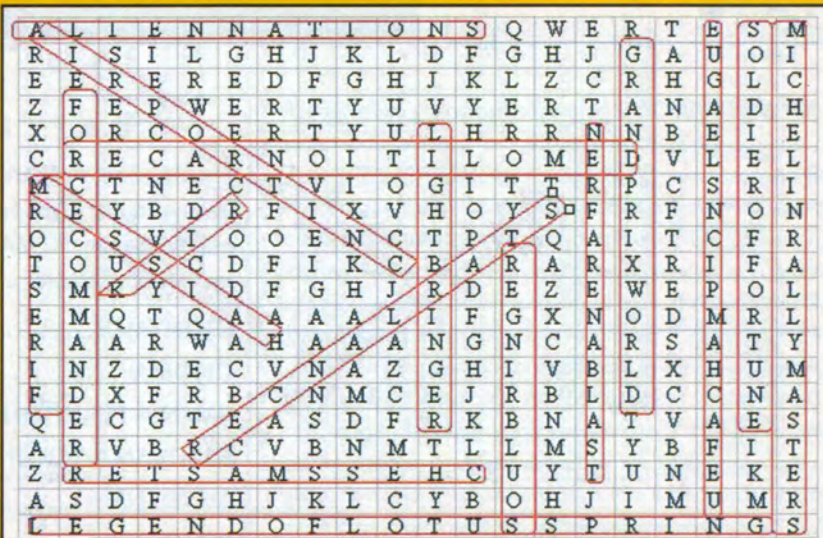 A L I E N N A T I O N S Q W E R T E S M
R I S I L G H J K L D F G H J G A U O I
E E R E R E D F G H J K L Z C R H G L C
Z F E P W E R T Y U V Y E R T A N A D H
X O R C O E R T Y U L H R R N N B E I E
C R E C A R N O I T I L O M E D V L E L
M C T N E C T V I O G I T T R P C S R I
R E Y B D R F I X V H O Y S F R F N O N
O C S V I O O E N C T P T Q A I T C F R
T O U S C D F I K C B A R A R X R I F A
S M K Y I D F G H J R D E Z E W E P O L
E M Q T Q A A A A L I F G X N O D M R L
R A A R W A H A A A N G N C A R S A T Y
I N Z D E C V N A Z G H I V B L X H U M
F D X F R B C N M C E J R B L D C C N A
Q E C G T E A S D F R K B N A T V A E S
A R V B R C V B N M T L L M S Y B F I T
Z R E T S A M S S E H C U Y T U N E K E
A S D F G H J K L C Y B O H J I M U M R
L E G E N D O F L O T U S S P R I N G S